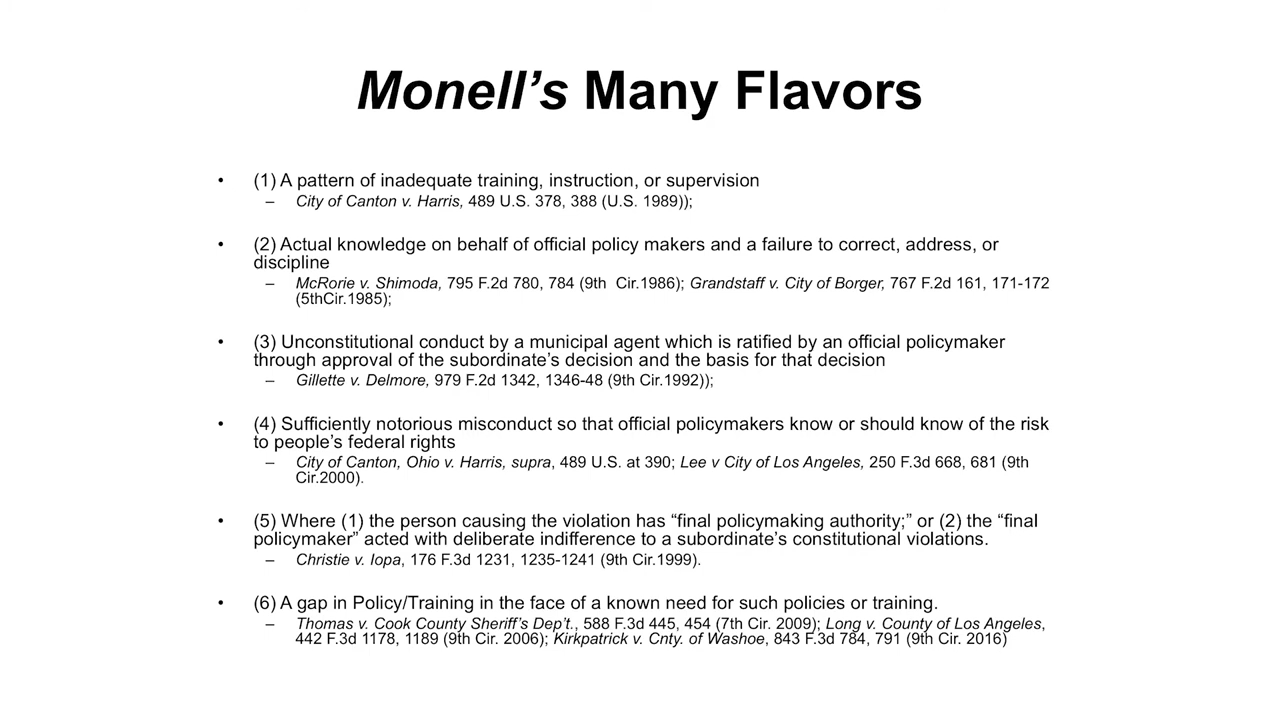 Monell's Many Flavors
• (1) A pattern of inadequate training, instruction, or supervision
– City of Canton v. Harris, 489 U.S. 378, 388 (U.S. 1989));
• (2) Actual knowledge on behalf of official policy makers and a failure to correct, address, or
discipline
– McRorie v. Shimoda, 795 F.2d 780, 784 (9th  Cir.1986); Grandstaff v. City of Borger, 767 F.2d 161, 171-172
(5thCir.1985);
• (3) Unconstitutional conduct by a municipal agent which is ratified by an official policymaker
through approval of the subordinate's decision and the basis for that decision
– Gillette v. Delmore, 979 F.2d 1342, 1346-48 (9th Cir.1992));
• (4) Sufficiently notorious misconduct so that official policymakers know or should know of the risk
to people's federal rights
– City of Canton, Ohio v. Harris, supra, 489 U.S. at 390; Lee v City of Los Angeles, 250 F.3d 668, 681 (9th
Cir.2000).
• (5) Where (1) the person causing the violation has “final policymaking authority;” or (2) the “final
policymaker” acted with deliberate indifference to a subordinate's constitutional violations.
– Christie v. Iopa, 176 F.3d 1231, 1235-1241 (9th Cir.1999).
• (6) A gap in Policy/Training in the face of a known need for such policies or training.
– Thomas v. Cook County Sheriff's Dep't., 588 F.3d 445, 454 (7th Cir. 2009); Long v. County of Los Angeles,
442 F.3d 1178, 1189 (9th Cir. 2006); Kirkpatrick v. Cnty. of Washoe, 843 F.3d 784, 791 (9th Cir. 2016)